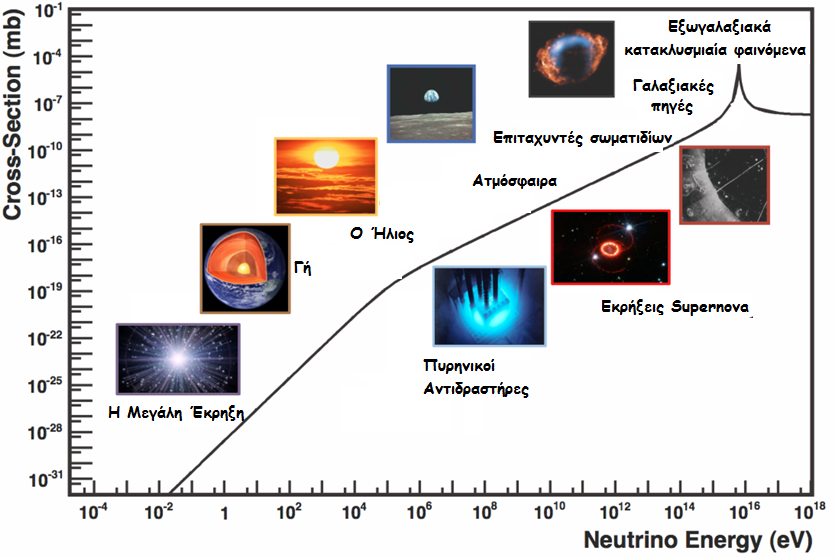 Cross-Section (mb)
10⁻¹
10⁻⁴
10⁻⁷
10⁻¹⁰
10⁻¹³
10⁻¹⁶
10⁻¹⁹
10⁻²²
10⁻²⁵
10⁻²⁸
10⁻³¹
Εξωγαλαξιακά
κατακλυσμιαία φαινόμενα
Γαλαξιακές
πηγές
Επιταχυντές σωματιδίων
Ατμόσφαιρα
Ο Ήλιος
Γή
Εκρήξεις Supernova
Πυρηνικοί
Αντιδραστήρες
Η Μεγάλη Έκρηξη
10⁻⁴ 10⁻² 1 10² 10⁴ 10⁶ 10⁸ 10¹⁰ 10¹² 10¹⁴ 10¹⁶ 10¹⁸
Neutrino Energy (eV)